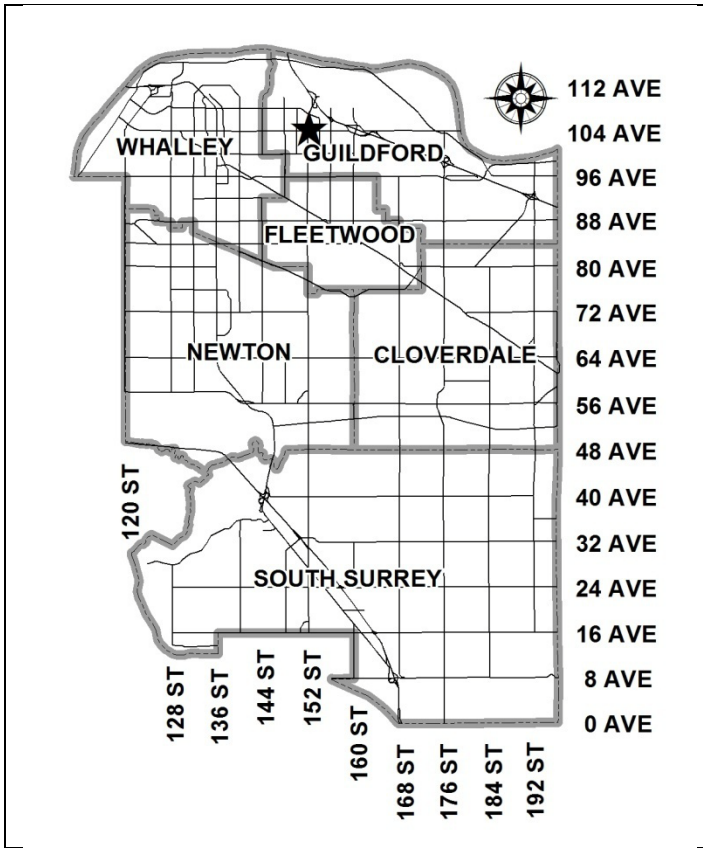 112 AVE
104 AVE
WHALLEY
GUILDFORD
96 AVE
88 AVE
FLEETWOOD
80 AVE
72 AVE
NEWTON
CLOVERDALE
64 AVE
56 AVE
48 AVE
120 ST
40 AVE
32 AVE
SOUTH SURREY
24 AVE
16 AVE
8 AVE
0 AVE
128 ST
136 ST
144 ST
152 ST
160 ST
168 ST
176 ST
184 ST
192 ST